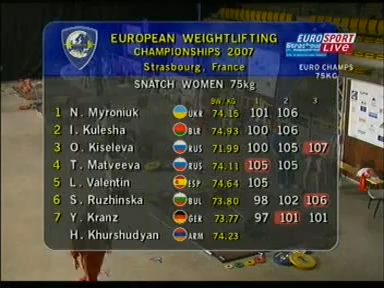 EUROPEAN WEIGHTLIFTING
CHAMPIONSHIPS 2007
Strasbourg, France
SNATCH WOMEN 75kg
EUROSPORT
Strasbourg
LIVE
EURO CHAMPS
75KG
BW/KG 1 2 3
1 N. Myroniuk UKR 74.15 101 106
2 I. Kulesha BLR 74.93 100 106
3 O. Kiseleva RUS 71.99 100 105 107
4 T. Matveeva RUS 74.11 105 105
5 L. Valentin ESP 74.64 105
6 S. Ruzhinska BUL 73.80 98 102 106
7 Y. Kranz GER 73.77 97 101 101
H. Khurshudyan ARM 74.23